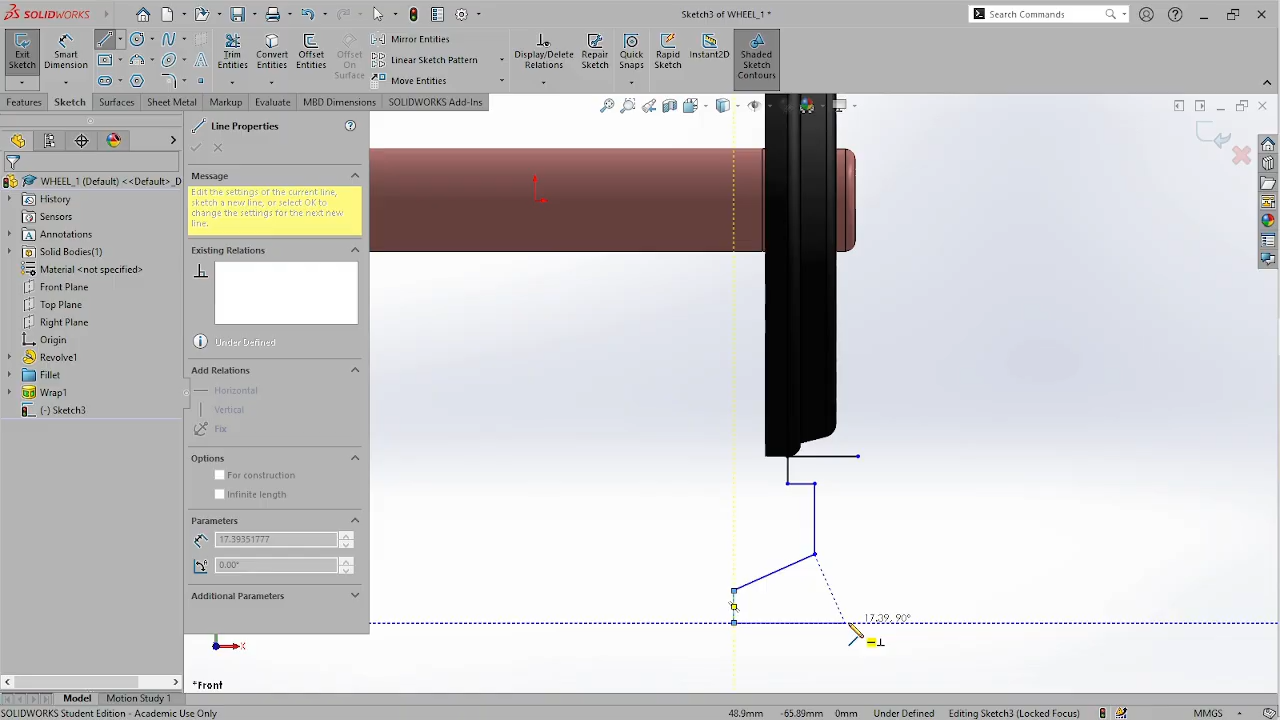 SOLIDWORKS
Sketch3 of WHEEL_1 *
Search Commands
Exit Sketch
Smart Dimension
Trim Entities
Convert Entities
Offset Entities
Offset On Surface
Mirror Entities
Linear Sketch Pattern
Move Entities
Display/Delete Relations
Repair Sketch
Quick Snaps
Rapid Sketch
Instant2D
Shaded Sketch Contours
Features
Sketch
Surfaces
Sheet Metal
Markup
Evaluate
MBD Dimensions
SOLIDWORKS Add-Ins
WHEEL_1 (Default) <<Default>_D
History
Sensors
Annotations
Solid Bodies(1)
Material <not specified>
Front Plane
Top Plane
Right Plane
Origin
Revolve1
Fillet
Wrap1
(-) Sketch3
Line Properties
Message
Edit the settings of the current line,
sketch a new line, or select OK to
change the settings for the next new
line.
Existing Relations
Under Defined
Add Relations
Horizontal
Vertical
Fix
Options
For construction
Infinite length
Parameters
17.39351777
0.00°
Additional Parameters
17.39, 90°
X
*Front
Model
Motion Study 1
SOLIDWORKS Student Edition - Academic Use Only
48.9mm
-65.89mm
0mm
Under Defined
Editing Sketch3 (Locked Focus)
MMGS